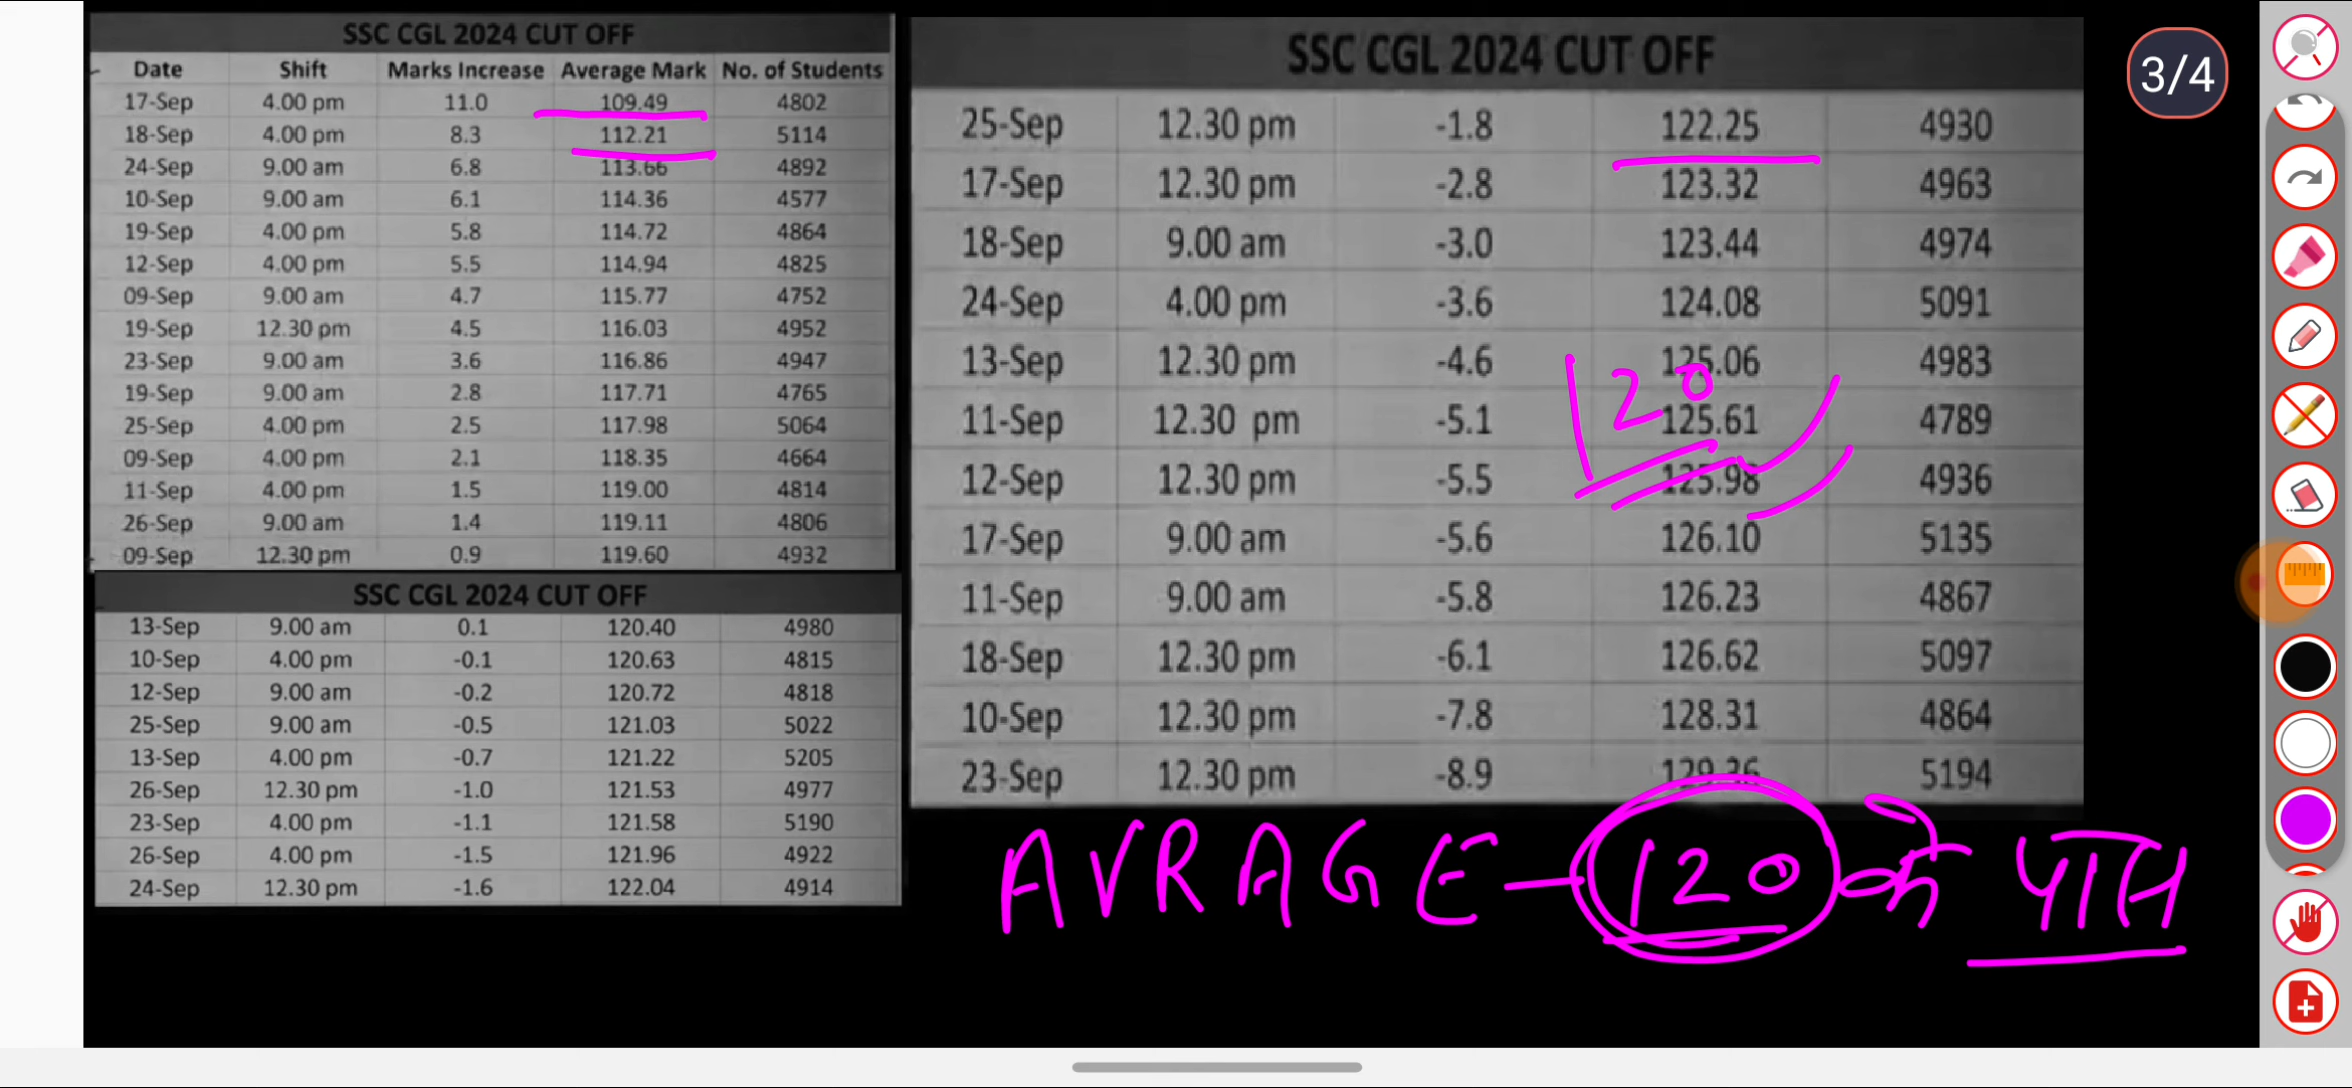 SSC CGL 2024 CUT OFF
Date Shift Marks Increase Average Mark No. of Students
17-Sep 4.00 pm 11.0 109.49 4802
18-Sep 4.00 pm 8.3 112.21 5114
24-Sep 9.00 am 6.8 113.66 4892
10-Sep 9.00 am 6.1 114.36 4577
19-Sep 4.00 pm 5.8 114.72 4864
12-Sep 4.00 pm 5.5 114.94 4825
09-Sep 9.00 am 4.7 115.77 4752
19-Sep 12.30 pm 4.5 116.03 4952
23-Sep 9.00 am 3.6 116.86 4947
19-Sep 9.00 am 2.8 117.71 4765
25-Sep 4.00 pm 2.5 117.98 5064
09-Sep 4.00 pm 2.1 118.35 4664
11-Sep 4.00 pm 1.5 119.00 4814
26-Sep 9.00 am 1.4 119.11 4806
09-Sep 12.30 pm 0.9 119.60 4932
SSC CGL 2024 CUT OFF
13-Sep 9.00 am 0.1 120.40 4980
10-Sep 4.00 pm -0.1 120.63 4815
12-Sep 9.00 am -0.2 120.72 4818
25-Sep 9.00 am -0.5 121.03 5022
13-Sep 4.00 pm -0.7 121.22 5205
26-Sep 12.30 pm -1.0 121.53 4977
23-Sep 4.00 pm -1.1 121.58 5190
26-Sep 4.00 pm -1.5 121.96 4922
24-Sep 12.30 pm -1.6 122.04 4914
SSC CGL 2024 CUT OFF
25-Sep 12.30 pm -1.8 122.25 4930
17-Sep 12.30 pm -2.8 123.32 4963
18-Sep 9.00 am -3.0 123.44 4974
24-Sep 4.00 pm -3.6 124.08 5091
13-Sep 12.30 pm -4.6 125.06 4983
20
11-Sep 12.30 pm -5.1 125.61 4789
12-Sep 12.30 pm -5.5 125.98 4936
17-Sep 9.00 am -5.6 126.10 5135
11-Sep 9.00 am -5.8 126.23 4867
18-Sep 12.30 pm -6.1 126.62 5097
10-Sep 12.30 pm -7.8 128.31 4864
23-Sep 12.30 pm -8.9 129.36 5194
AVRAGE - 120 के
3/4